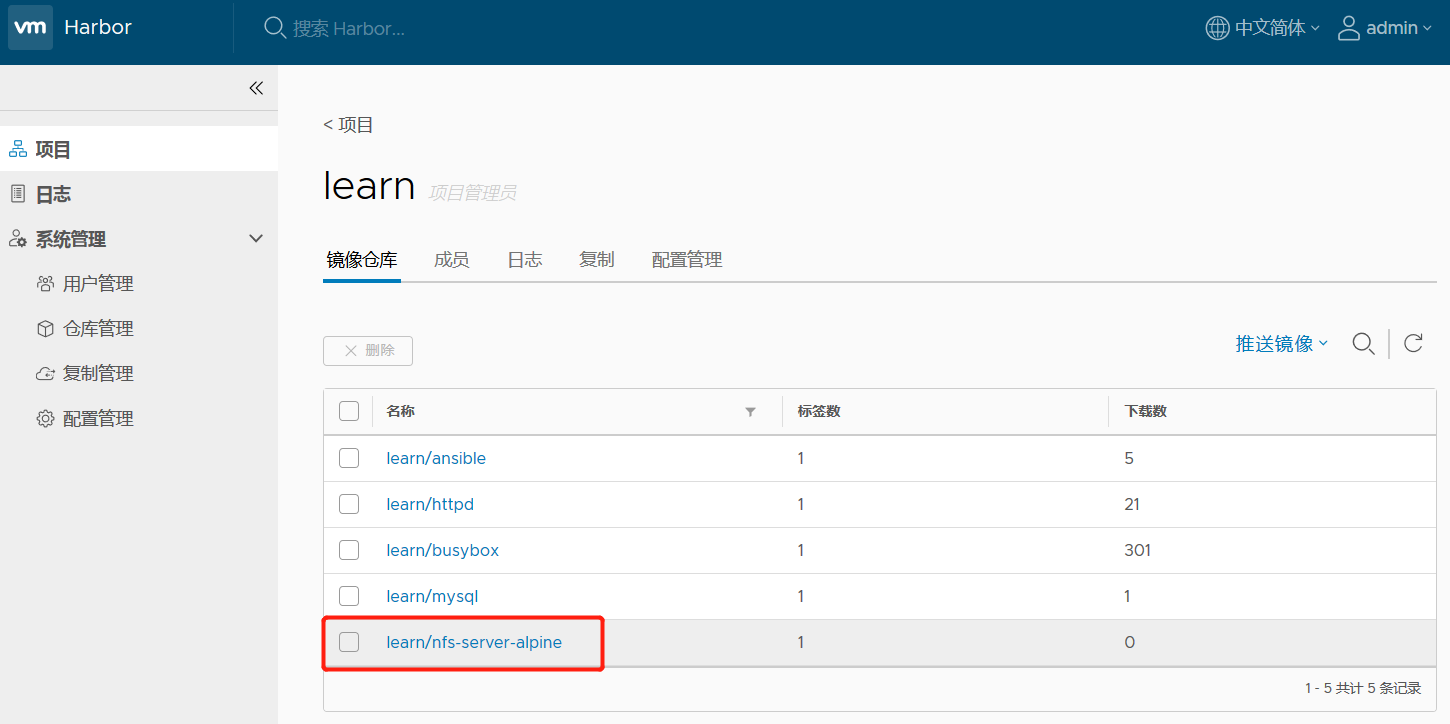 vm Harbor 搜索 Harbor... 中文简体 admin
项目
日志
系统管理
用户管理
仓库管理
复制管理
配置管理
< 项目
learn 项目管理员
镜像仓库 成员 日志 复制 配置管理
删除 推送镜像
名称 标签数 下载数
learn/ansible 1 5
learn/httpd 1 21
learn/busybox 1 301
learn/mysql 1 1
learn/nfs-server-alpine 1 0
1 - 5 共计 5 条记录